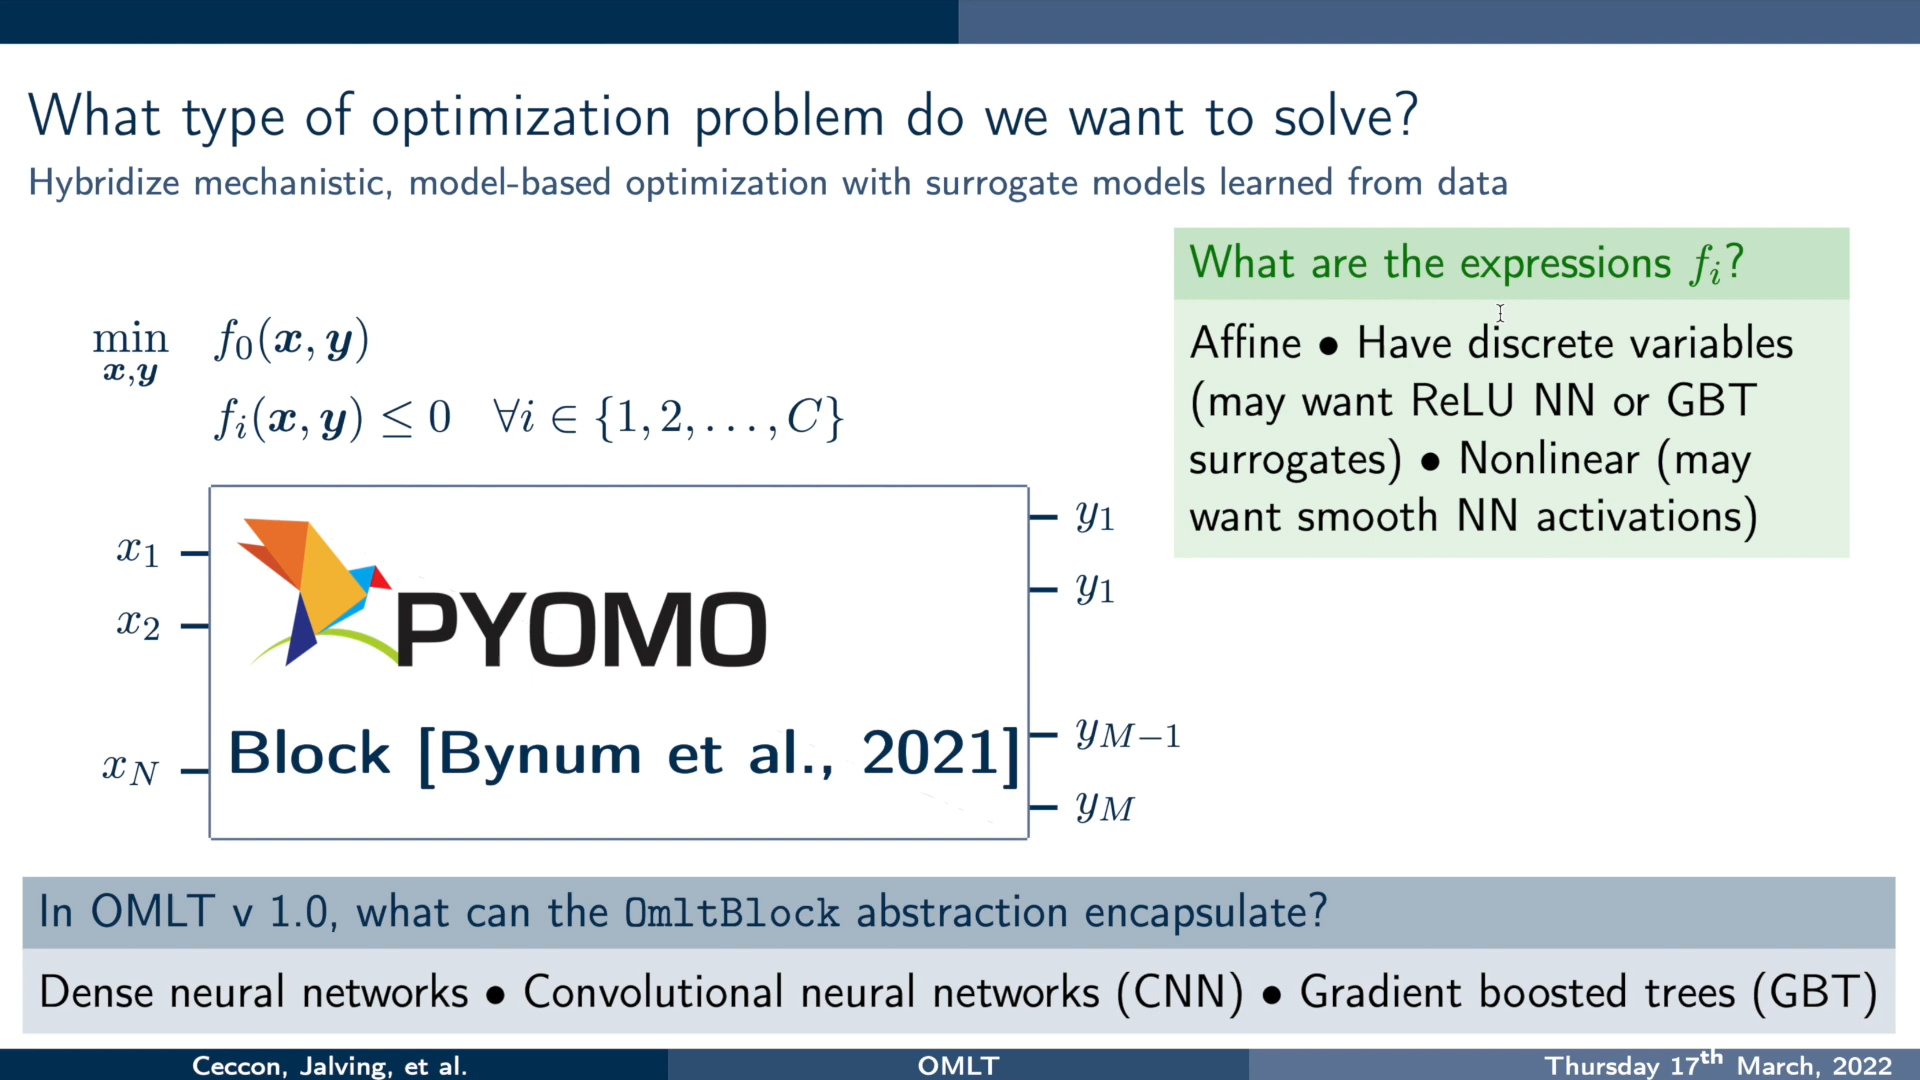 What type of optimization problem do we want to solve?
Hybridize mechanistic, model-based optimization with surrogate models learned from data
min f₀(x, y)
x,y
fᵢ(x, y) ≤ 0 ∀i ∈ {1, 2, . . . , C}
What are the expressions fᵢ?
Affine • Have discrete variables
(may want ReLU NN or GBT
surrogates) • Nonlinear (may
want smooth NN activations)
x₁
x₂
x_N
PYOMO
Block [Bynum et al., 2021]
y₁
y₁
y_{M−1}
y_M
In OMLT v 1.0, what can the OmltBlock abstraction encapsulate?
Dense neural networks • Convolutional neural networks (CNN) • Gradient boosted trees (GBT)
Ceccon, Jalving, et al. OMLT Thursday 17th March, 2022